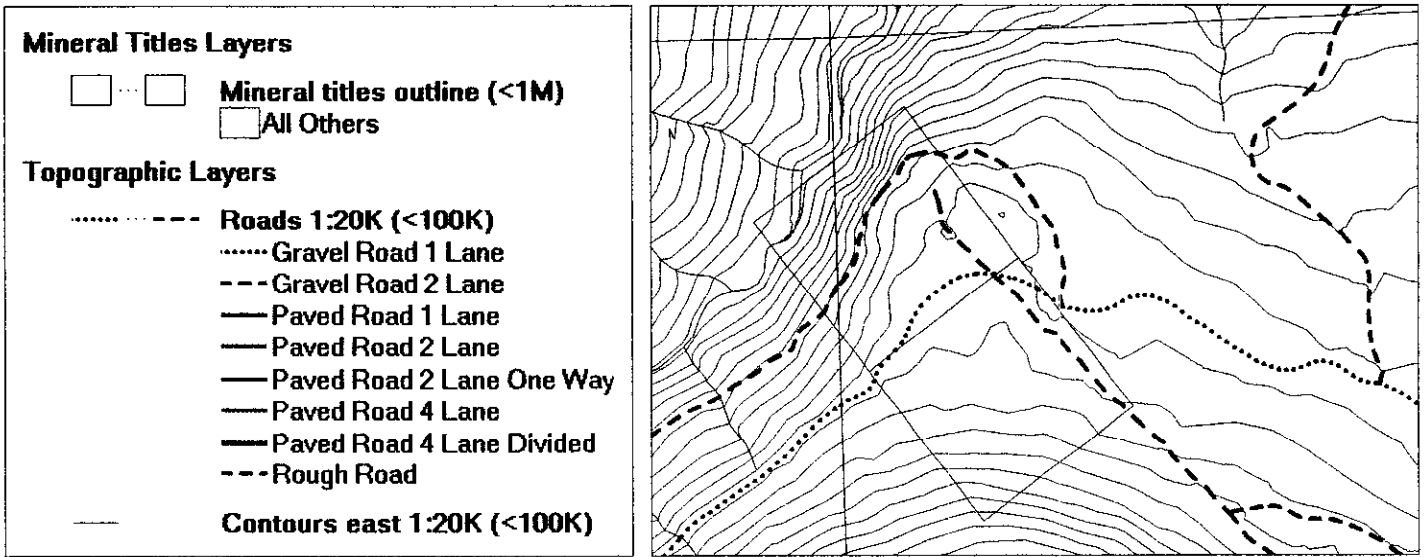 Mineral Titles Layers
Mineral titles outline (<1M)
All Others
Topographic Layers
Roads 1:20K (<100K)
Gravel Road 1 Lane
Gravel Road 2 Lane
Paved Road 1 Lane
Paved Road 2 Lane
Paved Road 2 Lane One Way
Paved Road 4 Lane
Paved Road 4 Lane Divided
Rough Road
Contours east 1:20K (<100K)